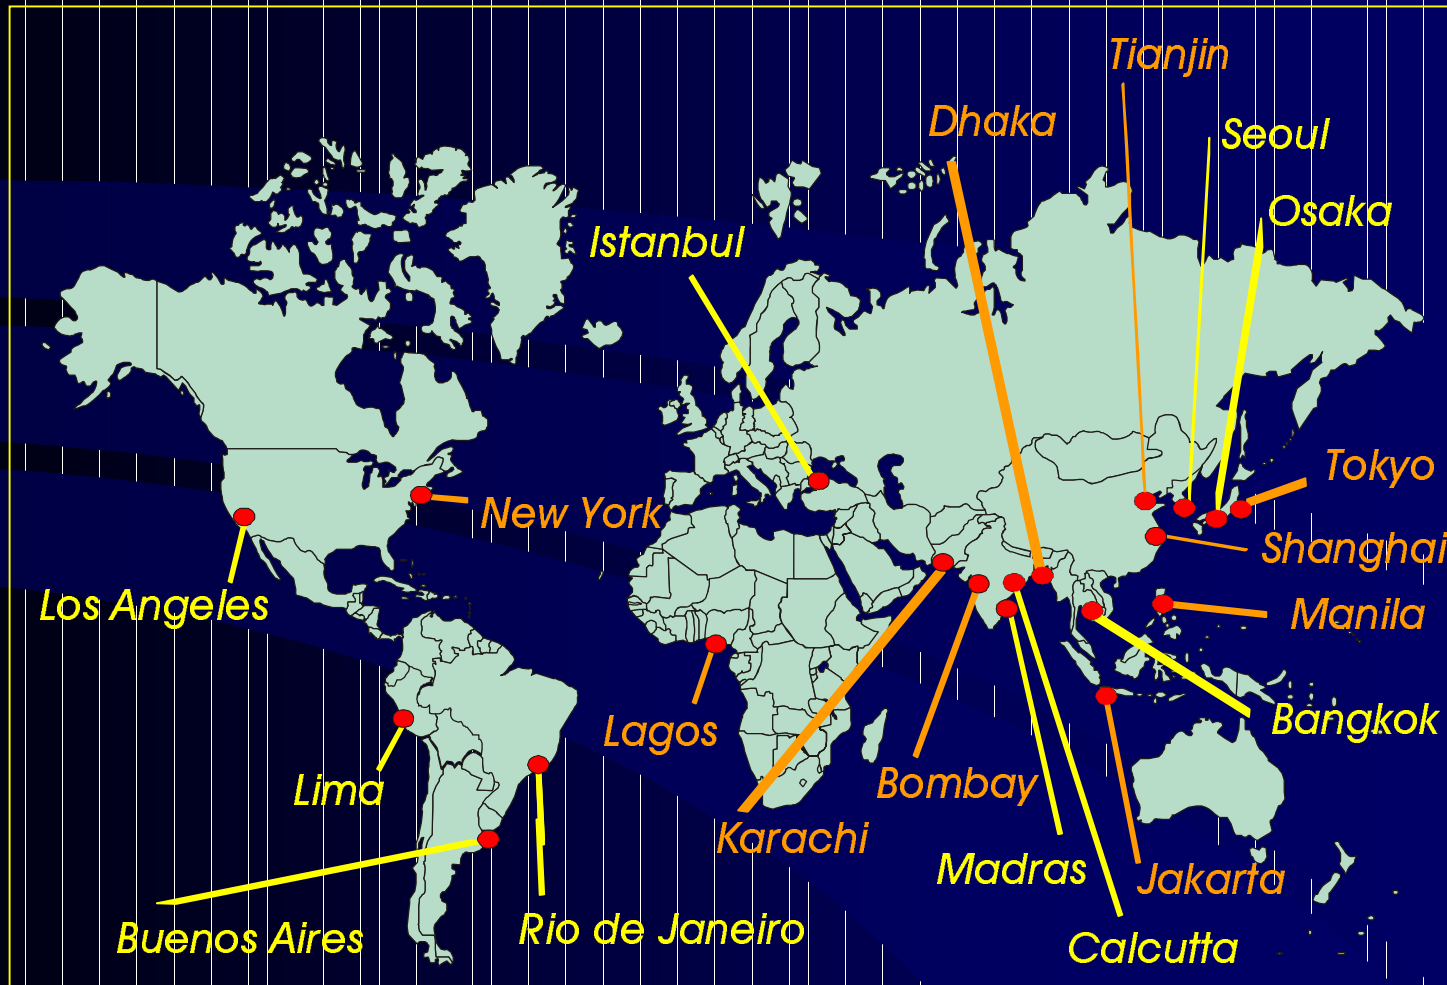 Tianjin
Dhaka
Seoul
Osaka
Istanbul
Tokyo
New York
Shanghai
Los Angeles
Manila
Lagos
Bangkok
Lima
Bombay
Karachi
Madras
Jakarta
Buenos Aires
Rio de Janeiro
Calcutta